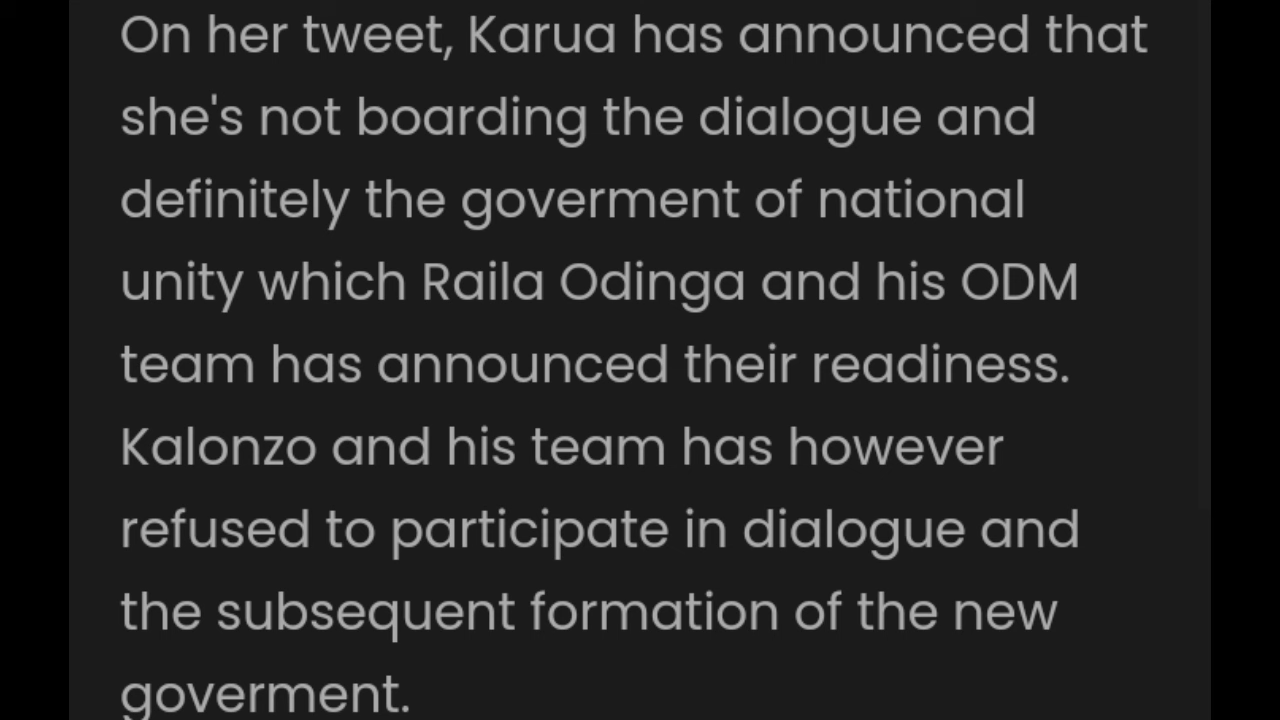 On her tweet, Karua has announced that
she's not boarding the dialogue and
definitely the goverment of national
unity which Raila Odinga and his ODM
team has announced their readiness.
Kalonzo and his team has however
refused to participate in dialogue and
the subsequent formation of the new
goverment.